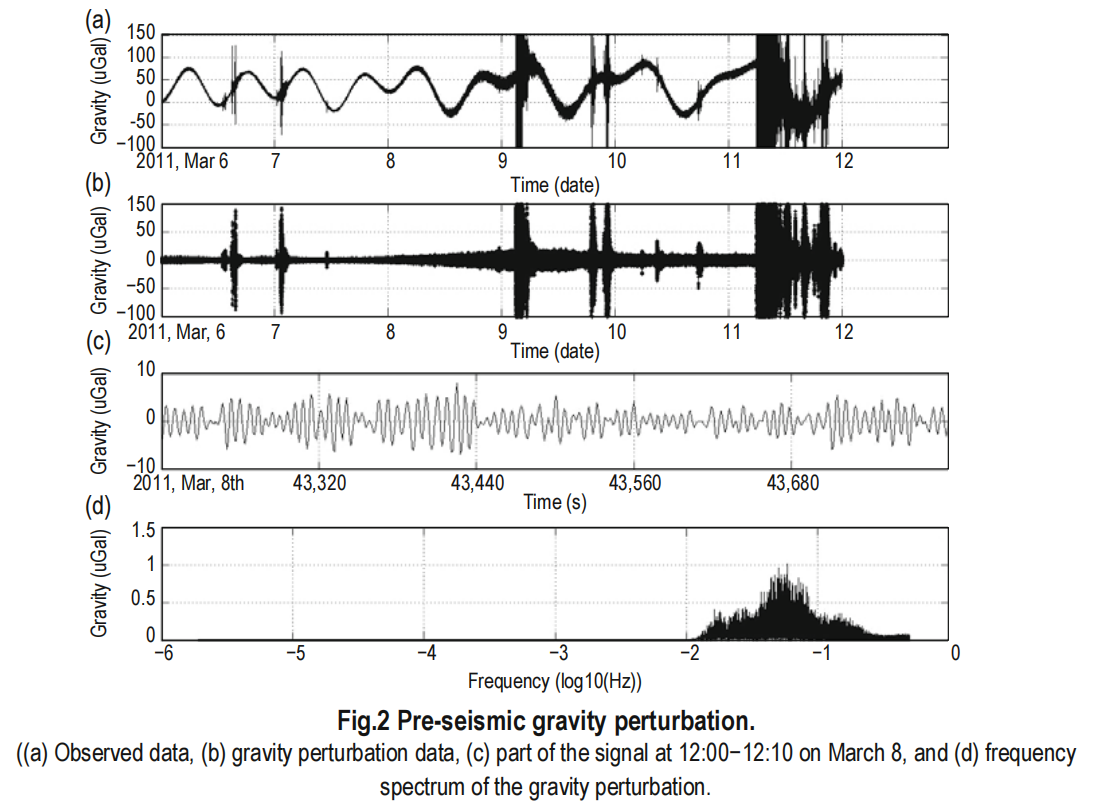 (a)
150
100
50
0
−50
−100
Gravity (uGal)
2011, Mar 6 7 8 9 10 11 12
Time (date)
(b)
150
50
0
−50
−100
Gravity (uGal)
2011, Mar, 6 7 8 9 10 11 12
Time (date)
(c)
10
0
−10
Gravity (uGal)
2011, Mar, 8th 43,320 43,440 43,560 43,680
Time (s)
(d)
1.5
1
0.5
0
Gravity (uGal)
−6 −5 −4 −3 −2 −1 0
Frequency (log10(Hz))
Fig.2 Pre-seismic gravity perturbation.
((a) Observed data, (b) gravity perturbation data, (c) part of the signal at 12:00−12:10 on March 8, and (d) frequency
spectrum of the gravity perturbation.